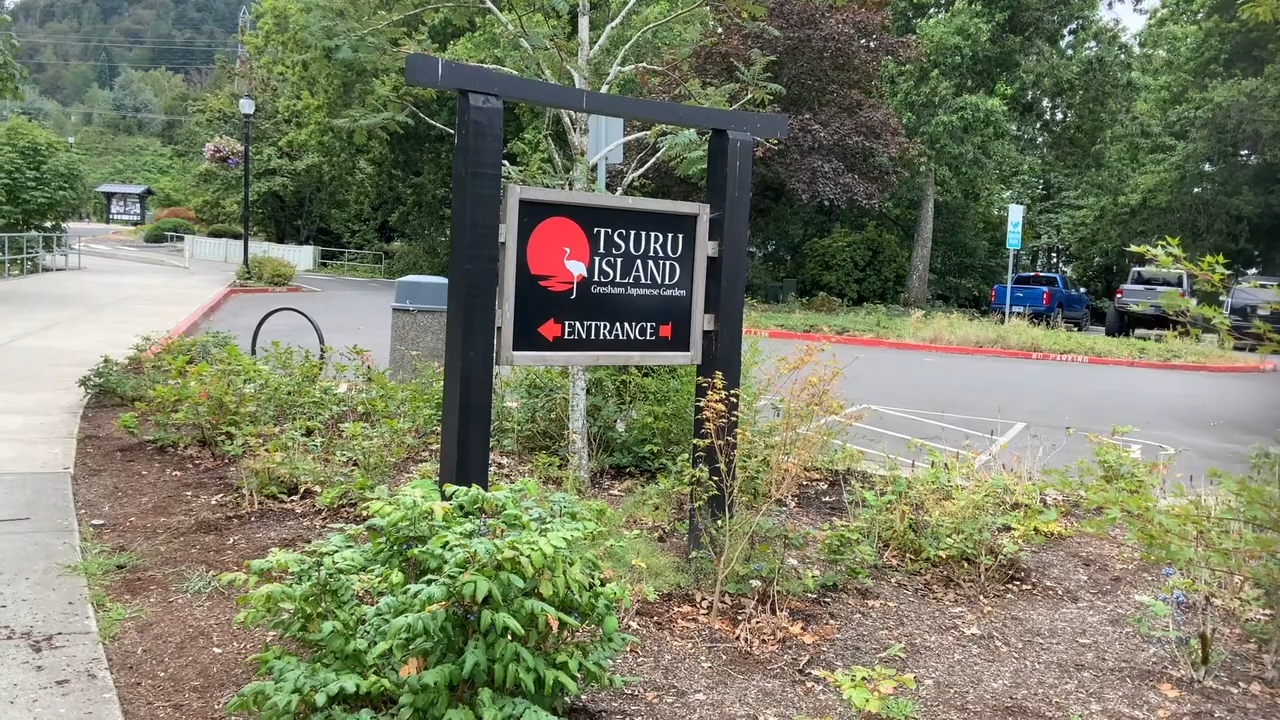 TSURU
ISLAND
Gresham Japanese Garden
ENTRANCE
NO PARKING